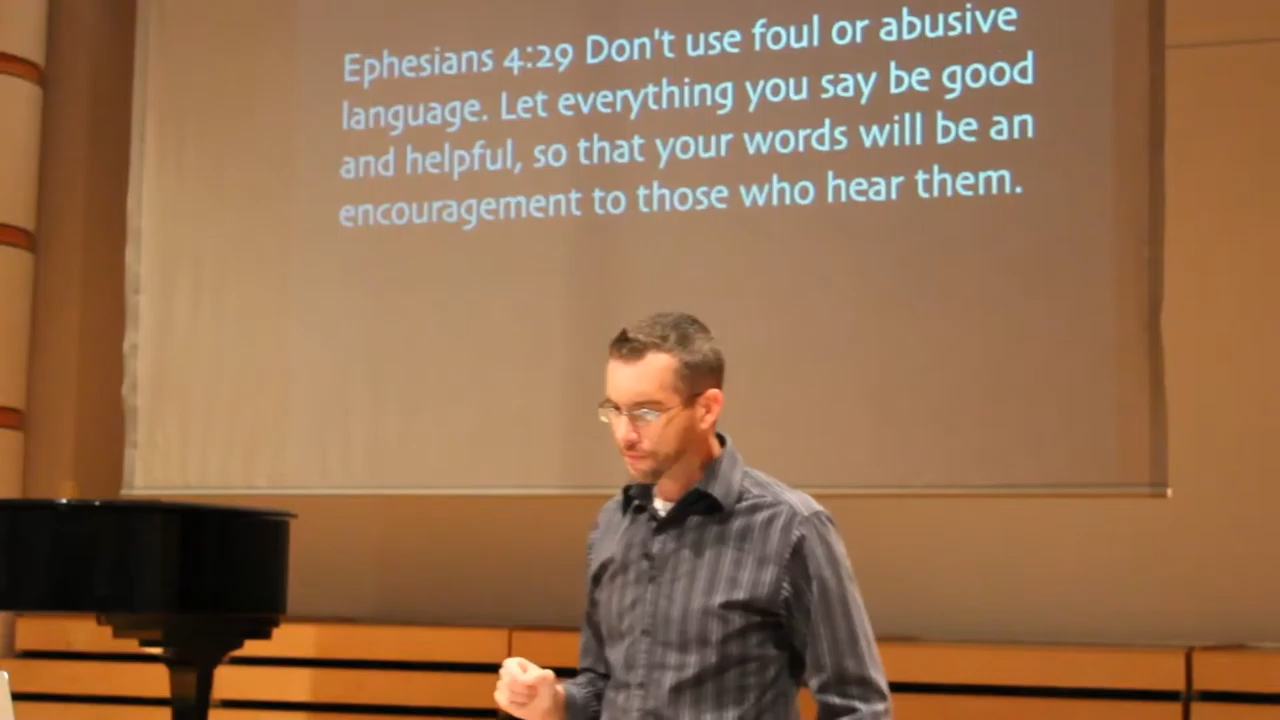 Ephesians 4:29 Don't use foul or abusive
language. Let everything you say be good
and helpful, so that your words will be an
encouragement to those who hear them.